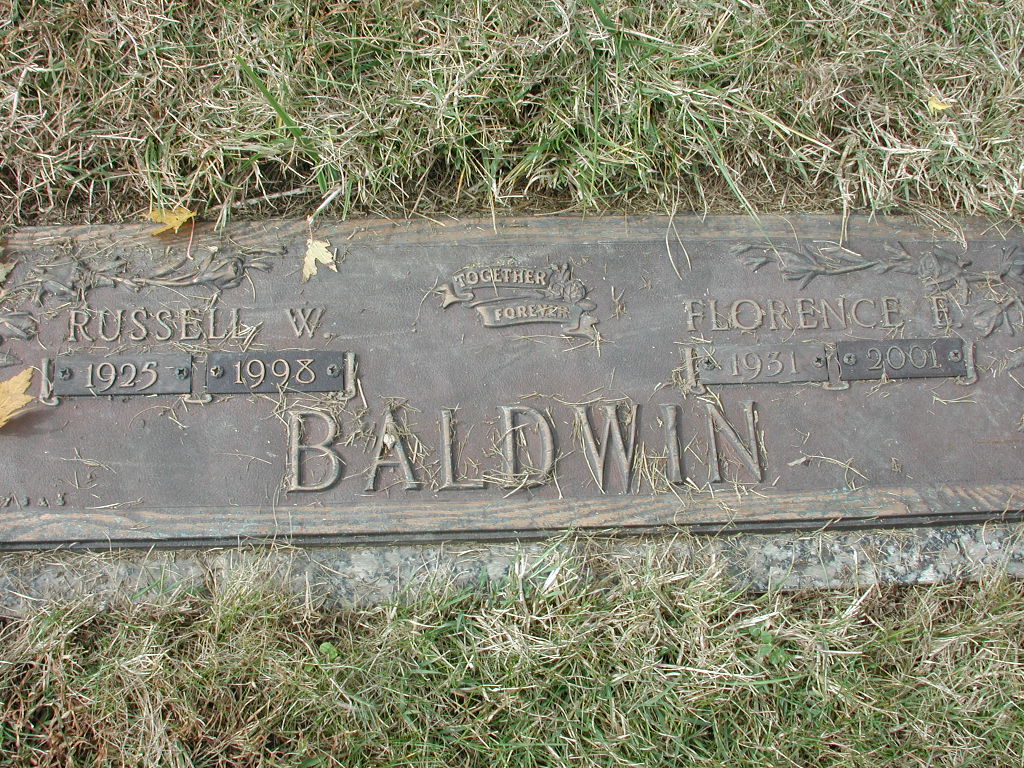 TOGETHER
FOREVER
RUSSELL W.
FLORENCE E.
1925 1998
1931 2001
BALDWIN